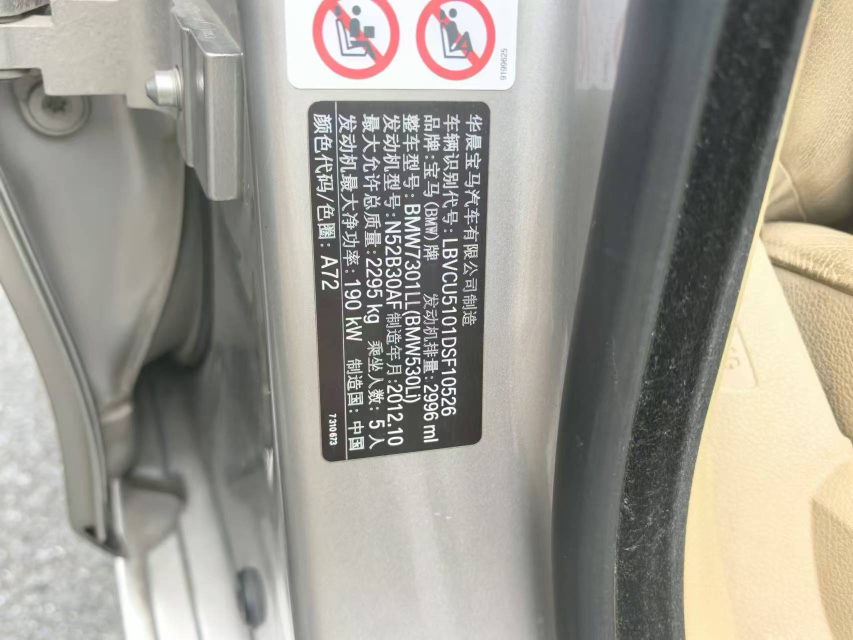 9196625
华晨宝马汽车有限公司制造
车辆识别代号: LBVCU5101DSF10526
品牌: 宝马(BMW)牌 发动机排量: 2996 ml
整车型号: BMW7301LL(BMW530Li)
发动机型号: N52B30AF 制造年月: 2012.10
最大允许总质量: 2295 kg 乘坐人数: 5 人
发动机最大净功率: 190 kW 制造国: 中国
颜色代码/色圈: A72
7 310 673